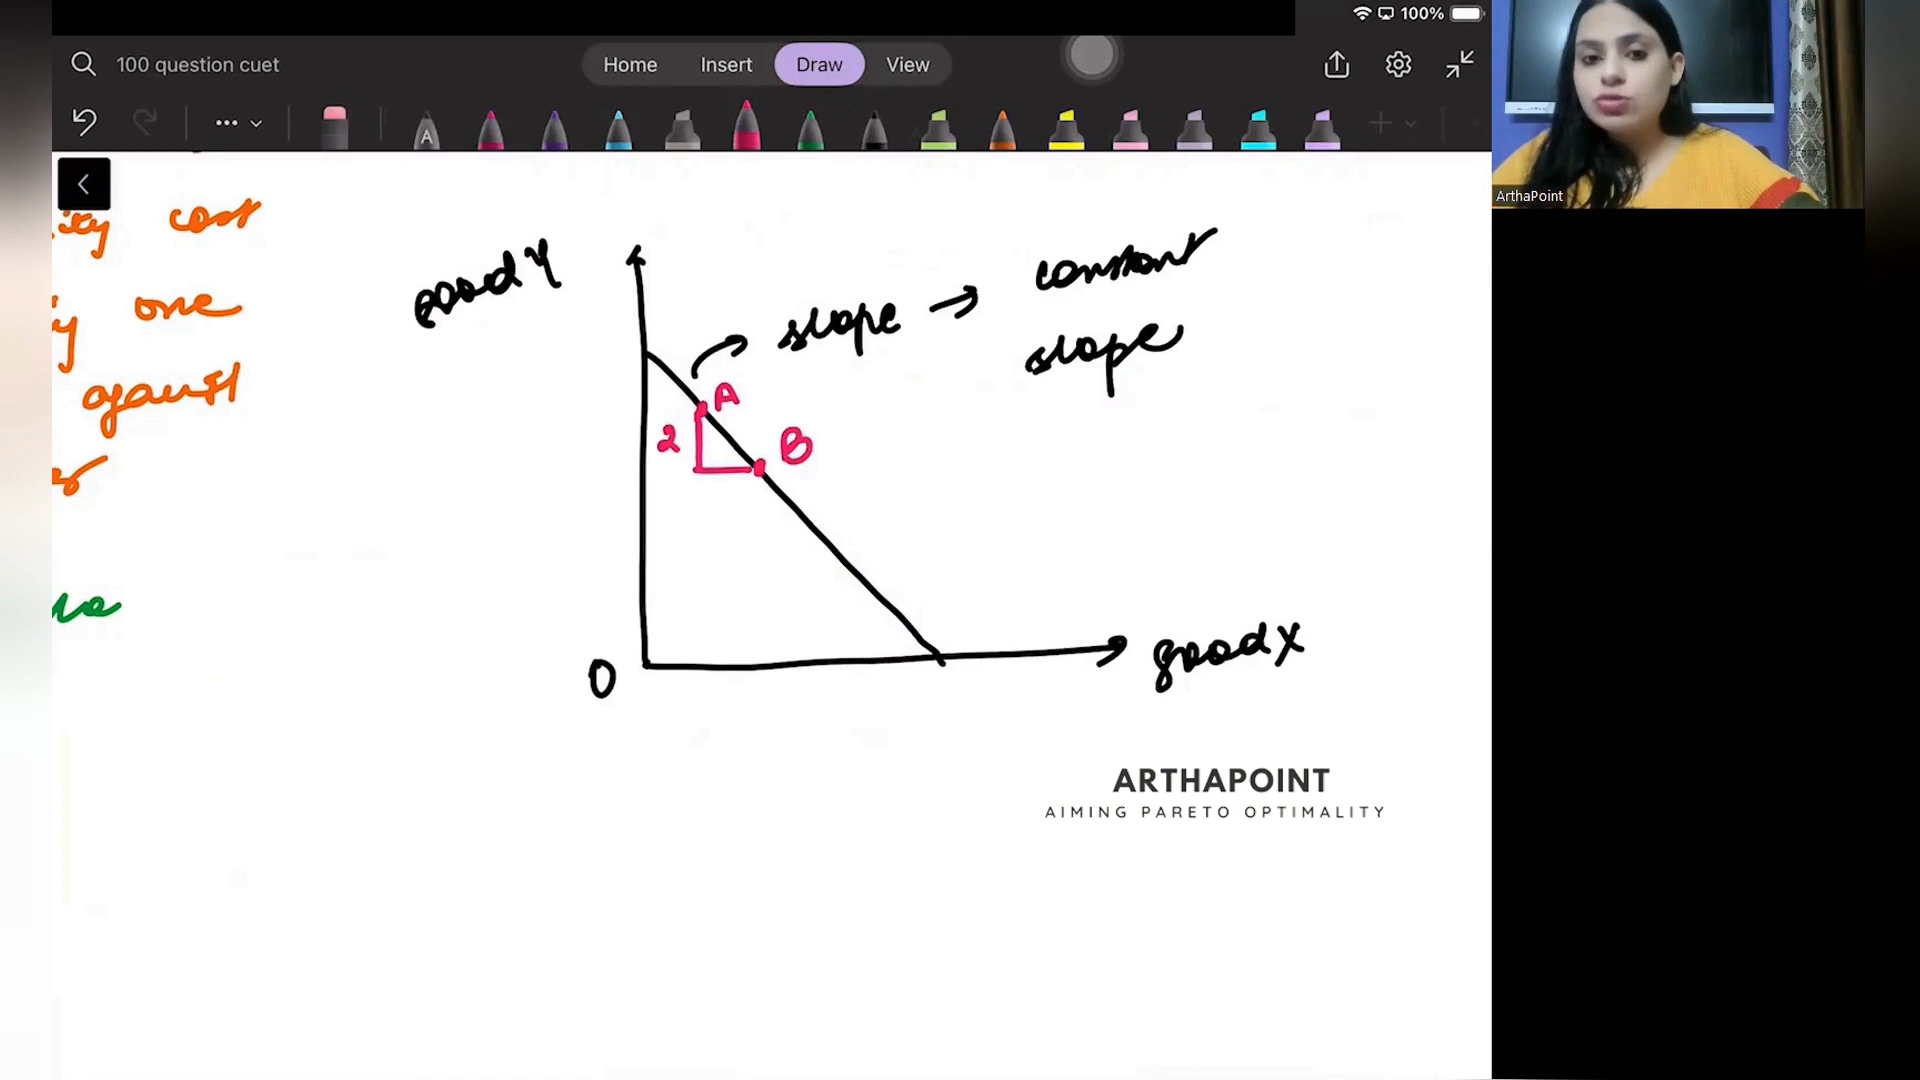 100%
100 question cuet
Home Insert Draw View
A
ArthaPoint
ity cost
one
against
good Y
slope → constant
slope
A
2
B
O
good X
ARTHAPOINT
AIMING PARETO OPTIMALITY